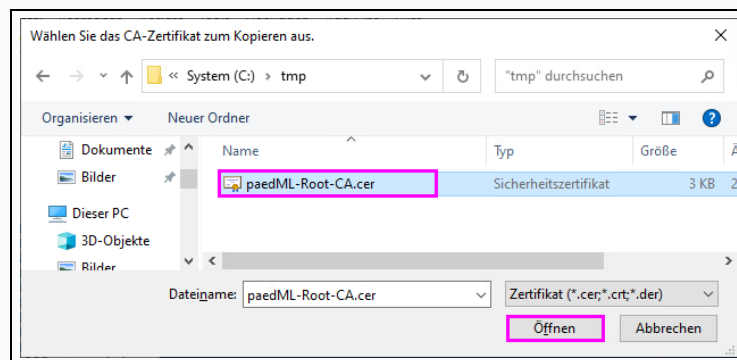 Wählen Sie das CA-Zertifikat zum Kopieren aus.
« System (C:) › tmp
"tmp" durchsuchen
Organisieren
Neuer Ordner
Dokumente
Name
Typ
Größe
Bilder
paedML-Root-CA.cer
Sicherheitszertifikat
3 KB
2
Dieser PC
3D-Objekte
Bilder
Dateiname:
paedML-Root-CA.cer
Zertifikat (*.cer;*.crt;*.der)
Öffnen
Abbrechen